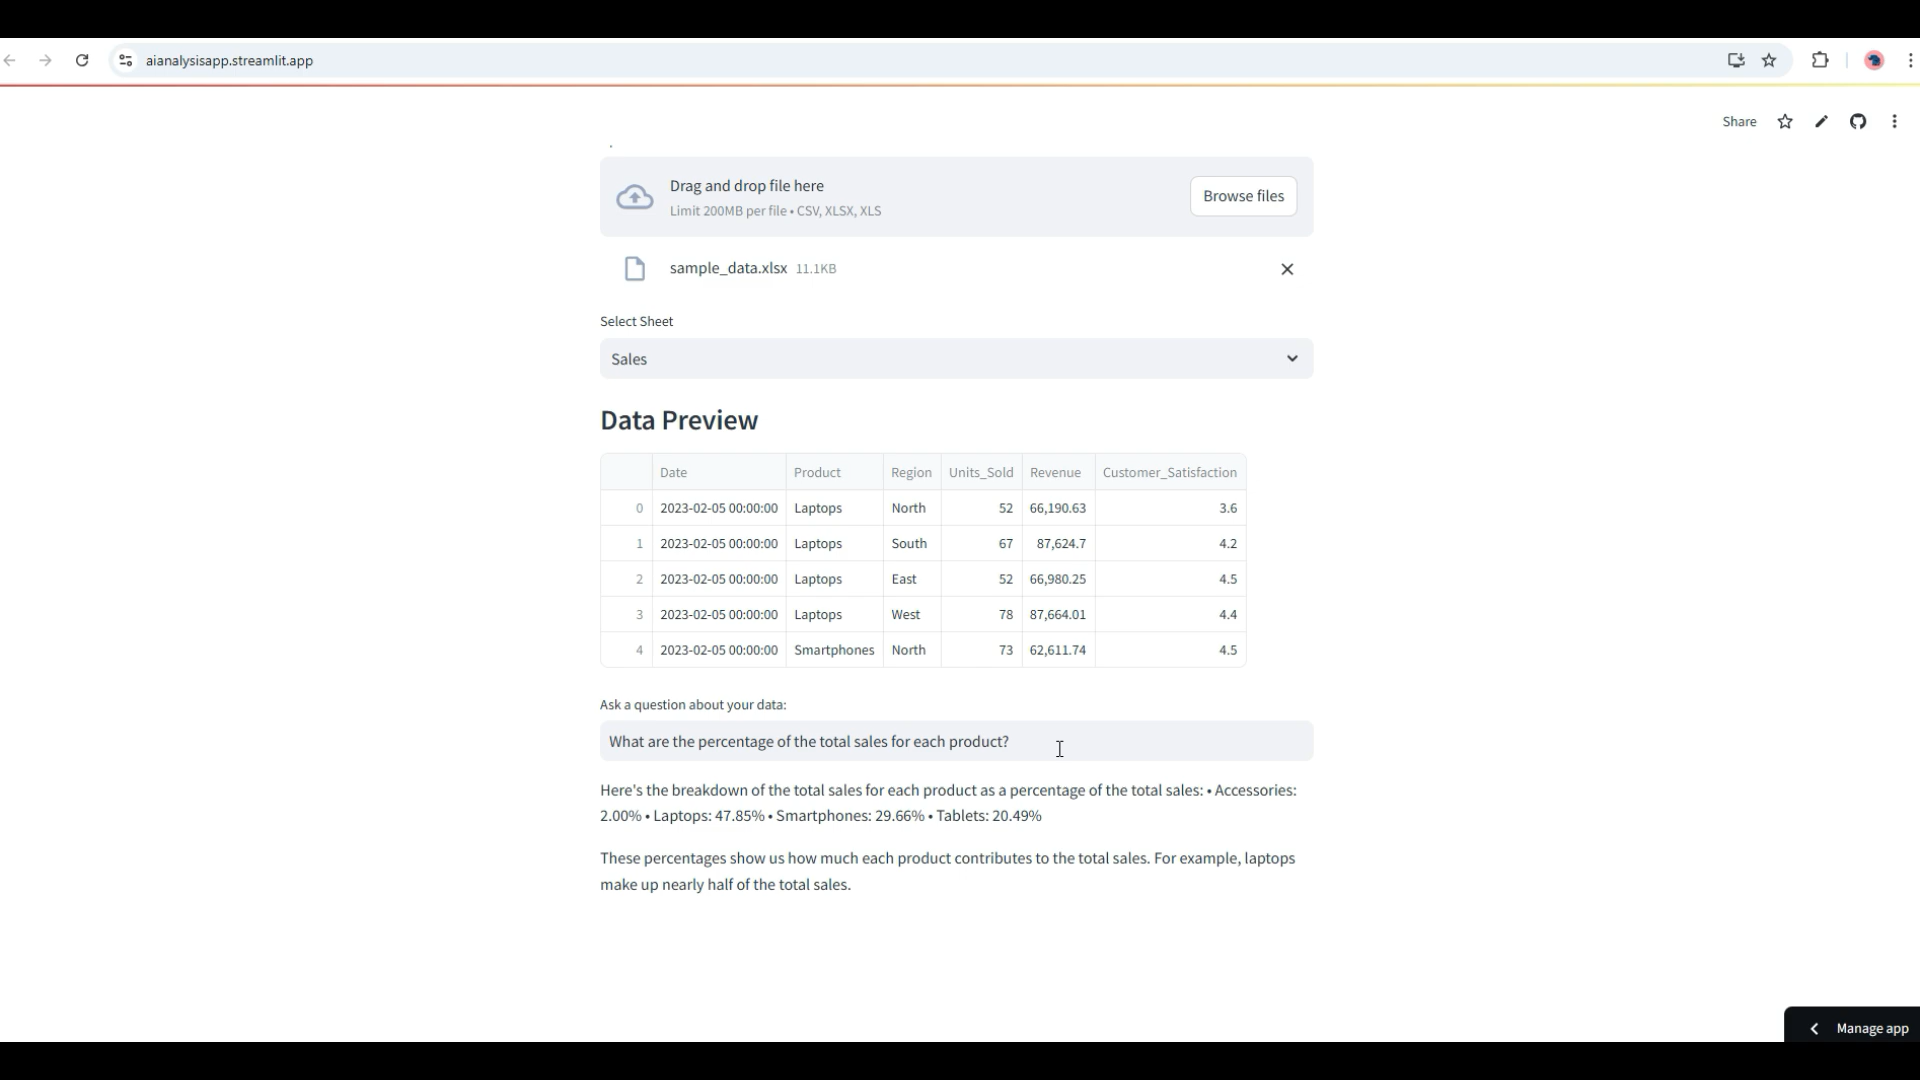 aianalysisapp.streamlit.app
Share
Drag and drop file here
Limit 200MB per file • CSV, XLSX, XLS
Browse files
sample_data.xlsx 11.1KB
Select Sheet
Sales
Data Preview
Date Product Region Units_Sold Revenue Customer_Satisfaction
0 2023-02-05 00:00:00 Laptops North 52 66,190.63 3.6
1 2023-02-05 00:00:00 Laptops South 67 87,624.7 4.2
2 2023-02-05 00:00:00 Laptops East 52 66,980.25 4.5
3 2023-02-05 00:00:00 Laptops West 78 87,664.01 4.4
4 2023-02-05 00:00:00 Smartphones North 73 62,611.74 4.5
Ask a question about your data:
What are the percentage of the total sales for each product?
Here's the breakdown of the total sales for each product as a percentage of the total sales: • Accessories:
2.00% • Laptops: 47.85% • Smartphones: 29.66% • Tablets: 20.49%
These percentages show us how much each product contributes to the total sales. For example, laptops
make up nearly half of the total sales.
Manage app